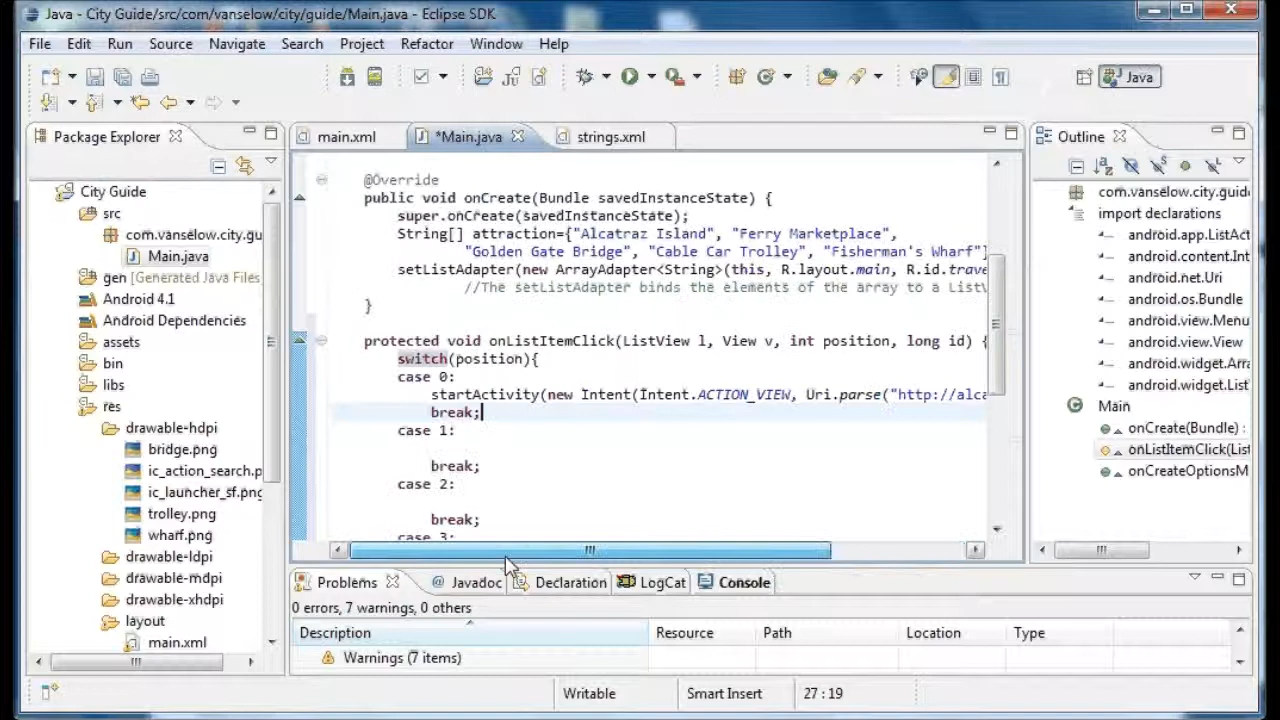 Java - City Guide/src/com/vanselow/city/guide/Main.java - Eclipse SDK
File Edit Run Source Navigate Search Project Refactor Window Help
Java
Package Explorer
City Guide
src
com.vanselow.city.gu
Main.java
gen [Generated Java Files
Android 4.1
Android Dependencies
assets
bin
libs
res
drawable-hdpi
bridge.png
ic_action_search.p
ic_launcher_sf.png
trolley.png
wharf.png
drawable-ldpi
drawable-mdpi
drawable-xhdpi
layout
main.xml
main.xml *Main.java strings.xml
@Override
public void onCreate(Bundle savedInstanceState) {
super.onCreate(savedInstanceState);
String[] attraction={"Alcatraz Island", "Ferry Marketplace",
"Golden Gate Bridge", "Cable Car Trolley", "Fisherman's Wharf"]
setListAdapter(new ArrayAdapter<String>(this, R.layout.main, R.id.trave
//The setListAdapter binds the elements of the array to a List
}
protected void onListItemClick(ListView l, View v, int position, long id) {
switch(position){
case 0:
startActivity(new Intent(Intent.ACTION_VIEW, Uri.parse("http://alca
break;
case 1:
break;
case 2:
break;
case 3:
Outline
com.vanselow.city.guide
import declarations
android.app.ListAct
android.content.Int
android.net.Uri
android.os.Bundle
android.view.Menu
android.view.View
android.widget.Arra
android.widget.List
Main
onCreate(Bundle) :
onListItemClick(List
onCreateOptionsM
Problems Javadoc Declaration LogCat Console
0 errors, 7 warnings, 0 others
Description Resource Path Location Type
Warnings (7 items)
Writable Smart Insert 27 : 19